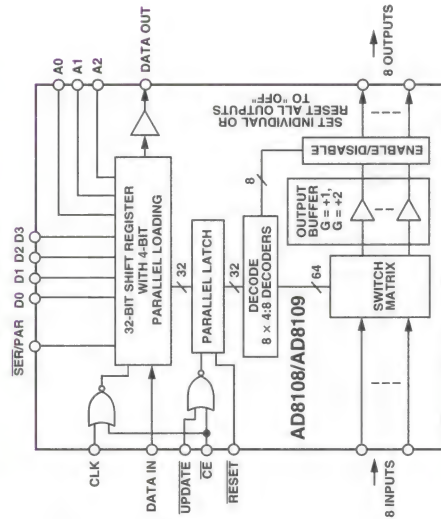 SER/PAR D0 D1 D2 D3
A0
A1
A2
CLK
DATA IN
UPDATE
CE
RESET
32-BIT SHIFT REGISTER
WITH 4-BIT
PARALLEL LOADING
DATA OUT
32
PARALLEL LATCH
32
DECODE
8 × 4:8 DECODERS
8
SET INDIVIDUAL OR
RESET ALL OUTPUTS
TO "OFF"
AD8108/AD8109
64
OUTPUT
BUFFER
G = +1,
G = +2
ENABLE/DISABLE
SWITCH
MATRIX
8 INPUTS
8 OUTPUTS